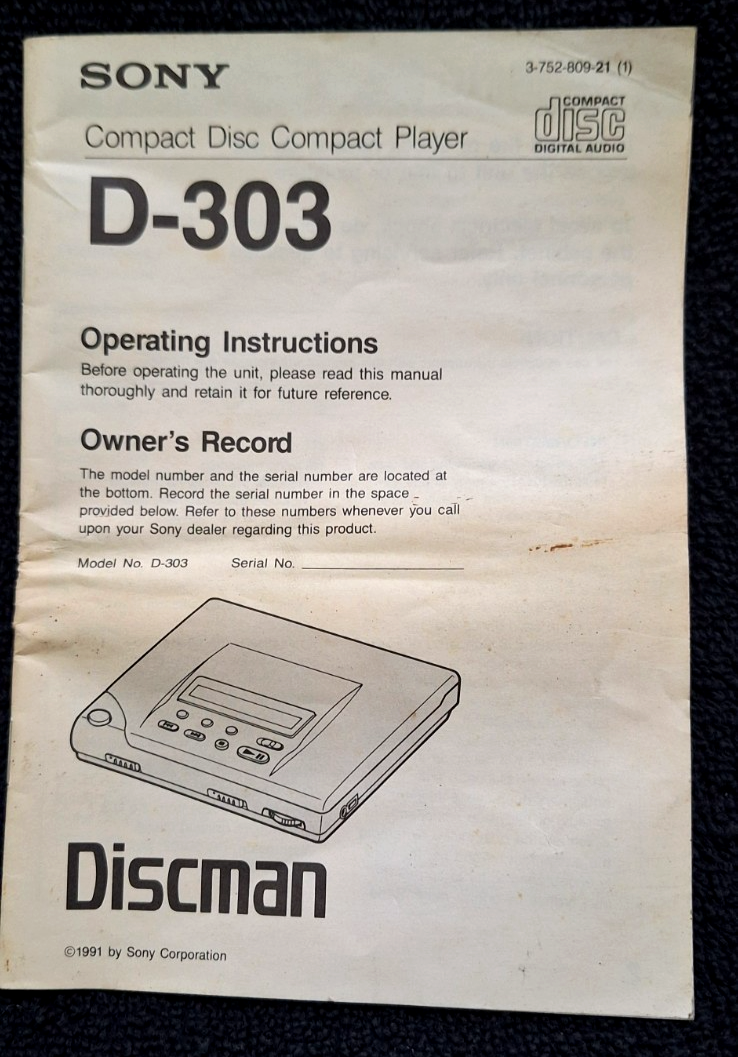 SONY
3-752-809-21 (1)
Compact Disc Compact Player
COMPACT
disc
DIGITAL AUDIO
D-303
Operating Instructions
Before operating the unit, please read this manual
thoroughly and retain it for future reference.
Owner's Record
The model number and the serial number are located at
the bottom. Record the serial number in the space
provided below. Refer to these numbers whenever you call
upon your Sony dealer regarding this product.
Model No. D-303 Serial No.
Discman
©1991 by Sony Corporation